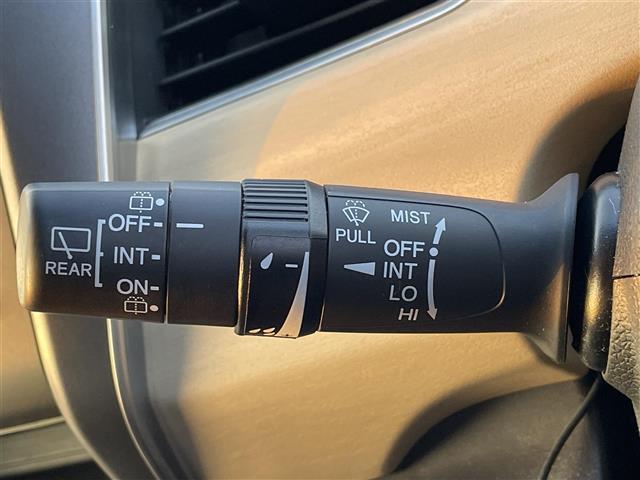 OFF
INT
REAR
ON
PULL
MIST
OFF
INT
LO
HI